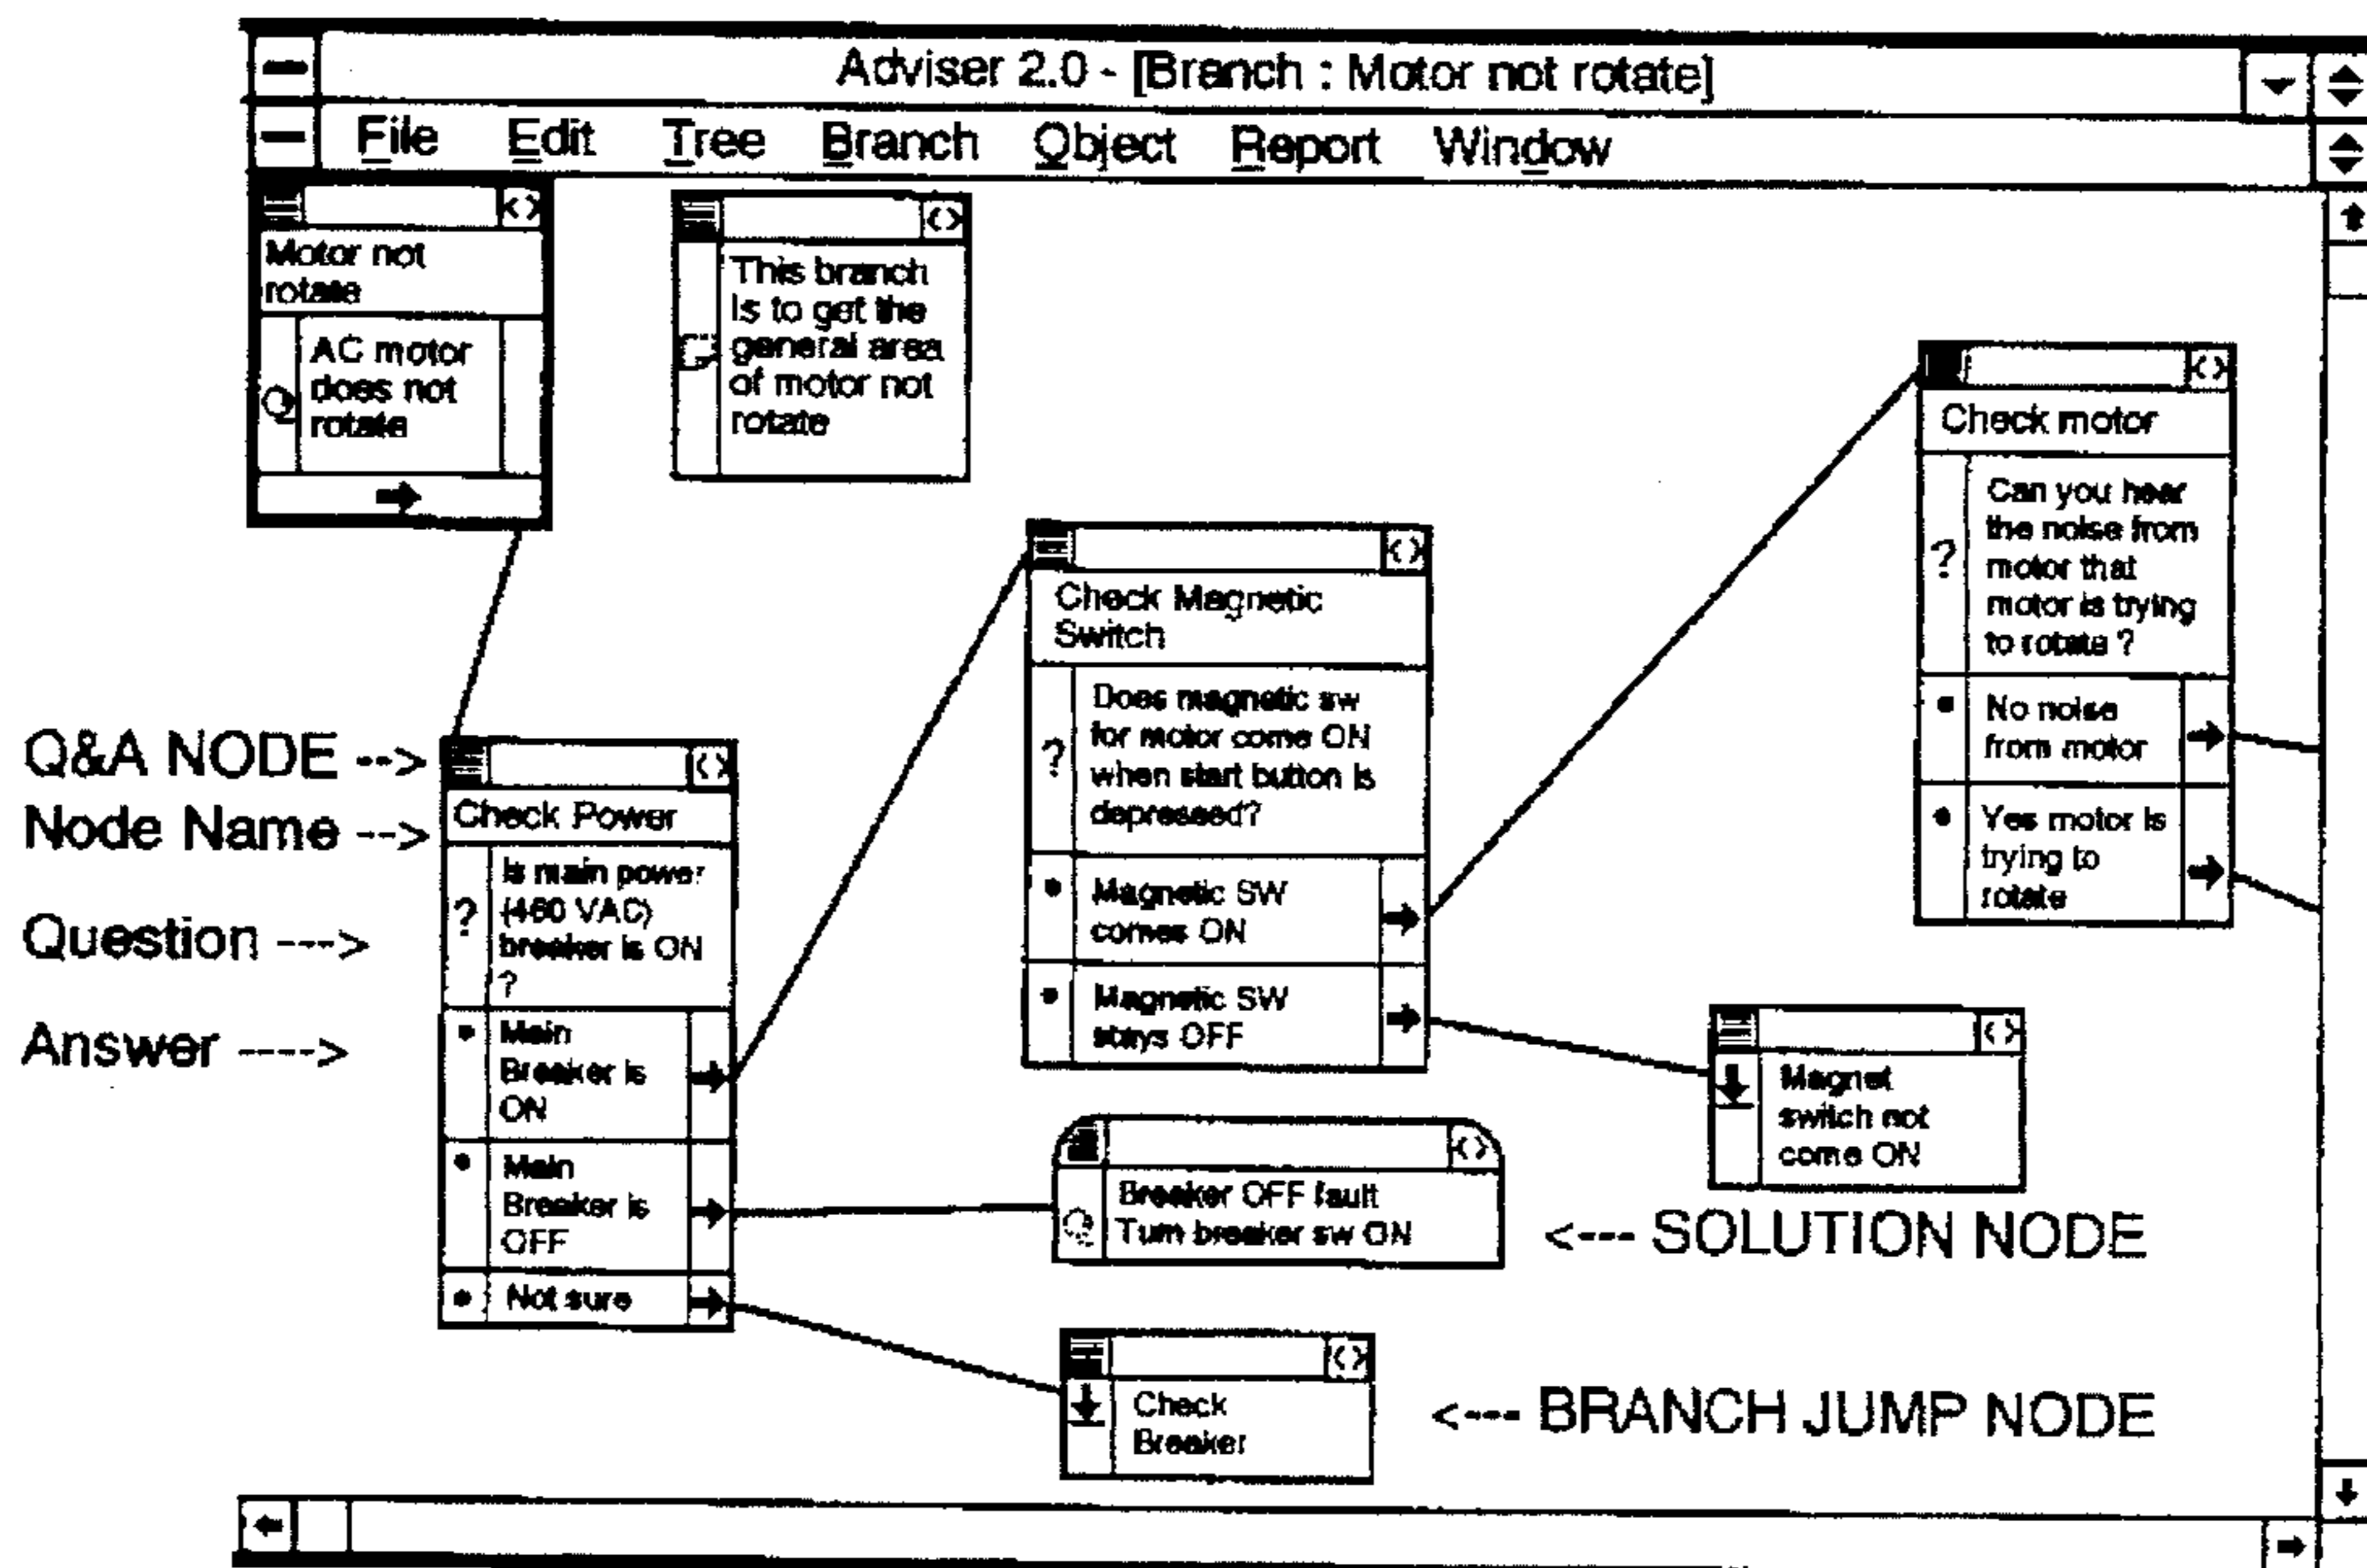 Adviser 2.0 - [Branch : Motor not rotate]
File Edit Tree Branch Object Report Window
Motor not
rotate
AC motor
does not
rotate
This branch
is to get the
general area
of motor not
rotate
Q&A NODE -->
Node Name -->
Question --->
Answer ---->
Check Power
?
Is main power
(460 VAC)
breaker is ON
?
Main
Breaker is
ON
Main
Breaker is
OFF
Not sure
Check Magnetic
Switch
?
Does magnetic sw
for motor come ON
when start button is
depressed?
Magnetic SW
comes ON
Magnetic SW
stays OFF
Check motor
?
Can you hear
the noise from
motor that
motor is trying
to rotate ?
No noise
from motor
Yes motor is
trying to
rotate
Magnet
switch not
come ON
Breaker OFF fault
Turn breaker sw ON
<--- SOLUTION NODE
Check
Breaker
<--- BRANCH JUMP NODE